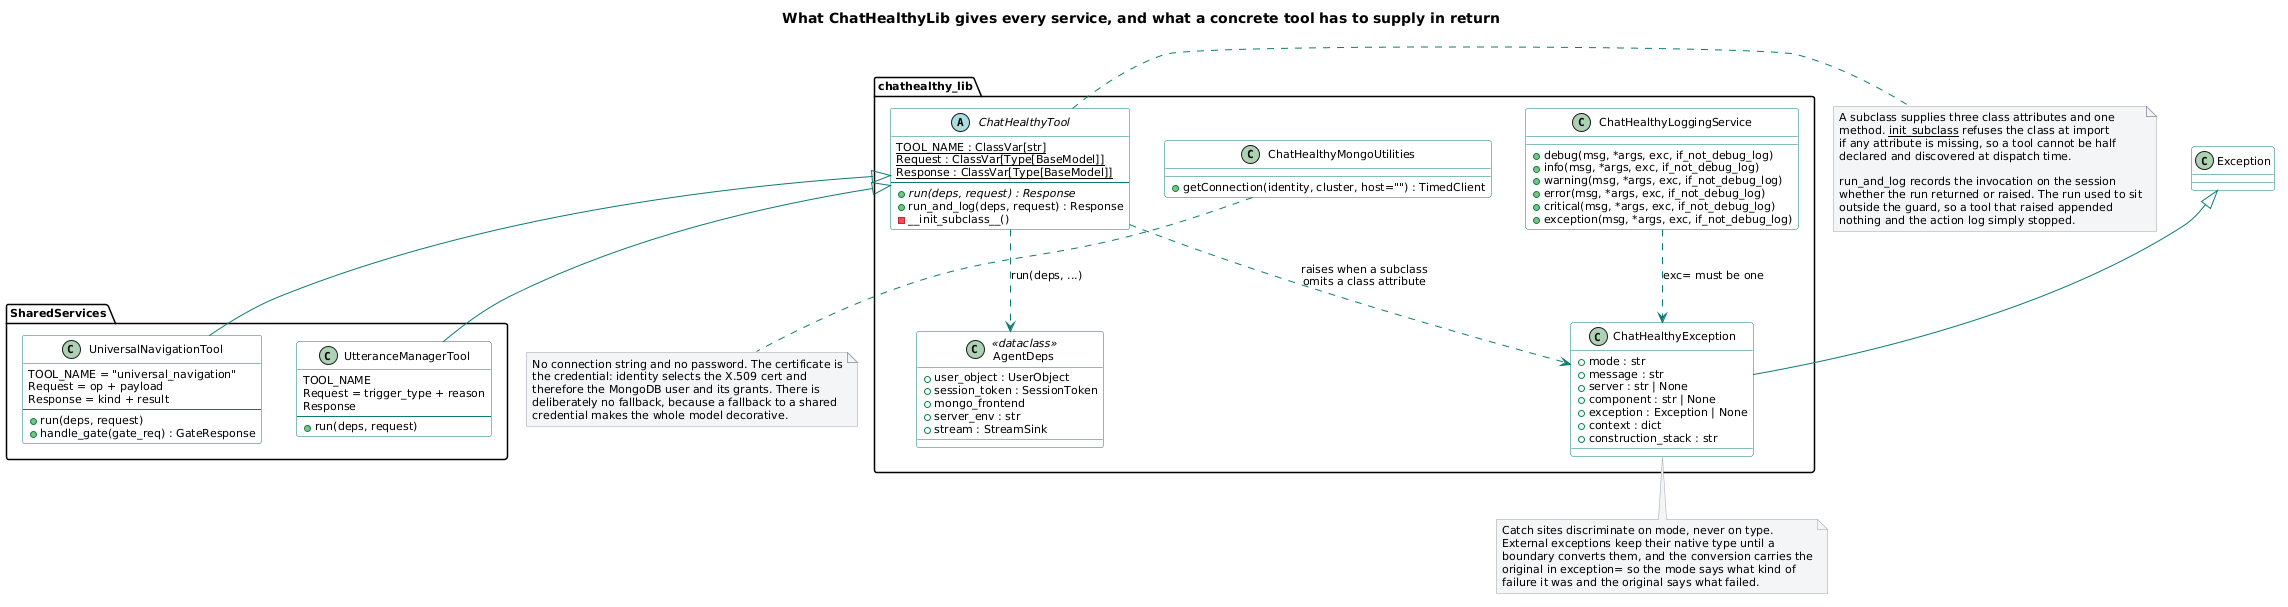 What ChatHealthyLib gives every service, and what a concrete tool has to supply in return
chathealthy_lib
A ChatHealthyTool
TOOL_NAME : ClassVar[str]
Request : ClassVar[Type[BaseModel]]
Response : ClassVar[Type[BaseModel]]
run(deps, request) : Response
run_and_log(deps, request) : Response
__init_subclass__()
C ChatHealthyMongoUtilities
getConnection(identity, cluster, host="") : TimedClient
C ChatHealthyLoggingService
debug(msg, *args, exc, if_not_debug_log)
info(msg, *args, exc, if_not_debug_log)
warning(msg, *args, exc, if_not_debug_log)
error(msg, *args, exc, if_not_debug_log)
critical(msg, *args, exc, if_not_debug_log)
exception(msg, *args, exc, if_not_debug_log)
A subclass supplies three class attributes and one
method. init_subclass refuses the class at import
if any attribute is missing, so a tool cannot be half
declared and discovered at dispatch time.
run_and_log records the invocation on the session
whether the run returned or raised. The run used to sit
outside the guard, so a tool that raised appended
nothing and the action log simply stopped.
C Exception
run(deps, ...)
raises when a subclass
omits a class attribute
exc= must be one
SharedServices
C UniversalNavigationTool
TOOL_NAME = "universal_navigation"
Request = op + payload
Response = kind + result
run(deps, request)
handle_gate(gate_req) : GateResponse
C UtteranceManagerTool
TOOL_NAME
Request = trigger_type + reason
Response
run(deps, request)
No connection string and no password. The certificate is
the credential: identity selects the X.509 cert and
therefore the MongoDB user and its grants. There is
deliberately no fallback, because a fallback to a shared
credential makes the whole model decorative.
C «dataclass»
AgentDeps
user_object : UserObject
session_token : SessionToken
mongo_frontend
server_env : str
stream : StreamSink
C ChatHealthyException
mode : str
message : str
server : str | None
component : str | None
exception : Exception | None
context : dict
construction_stack : str
Catch sites discriminate on mode, never on type.
External exceptions keep their native type until a
boundary converts them, and the conversion carries the
original in exception= so the mode says what kind of
failure it was and the original says what failed.